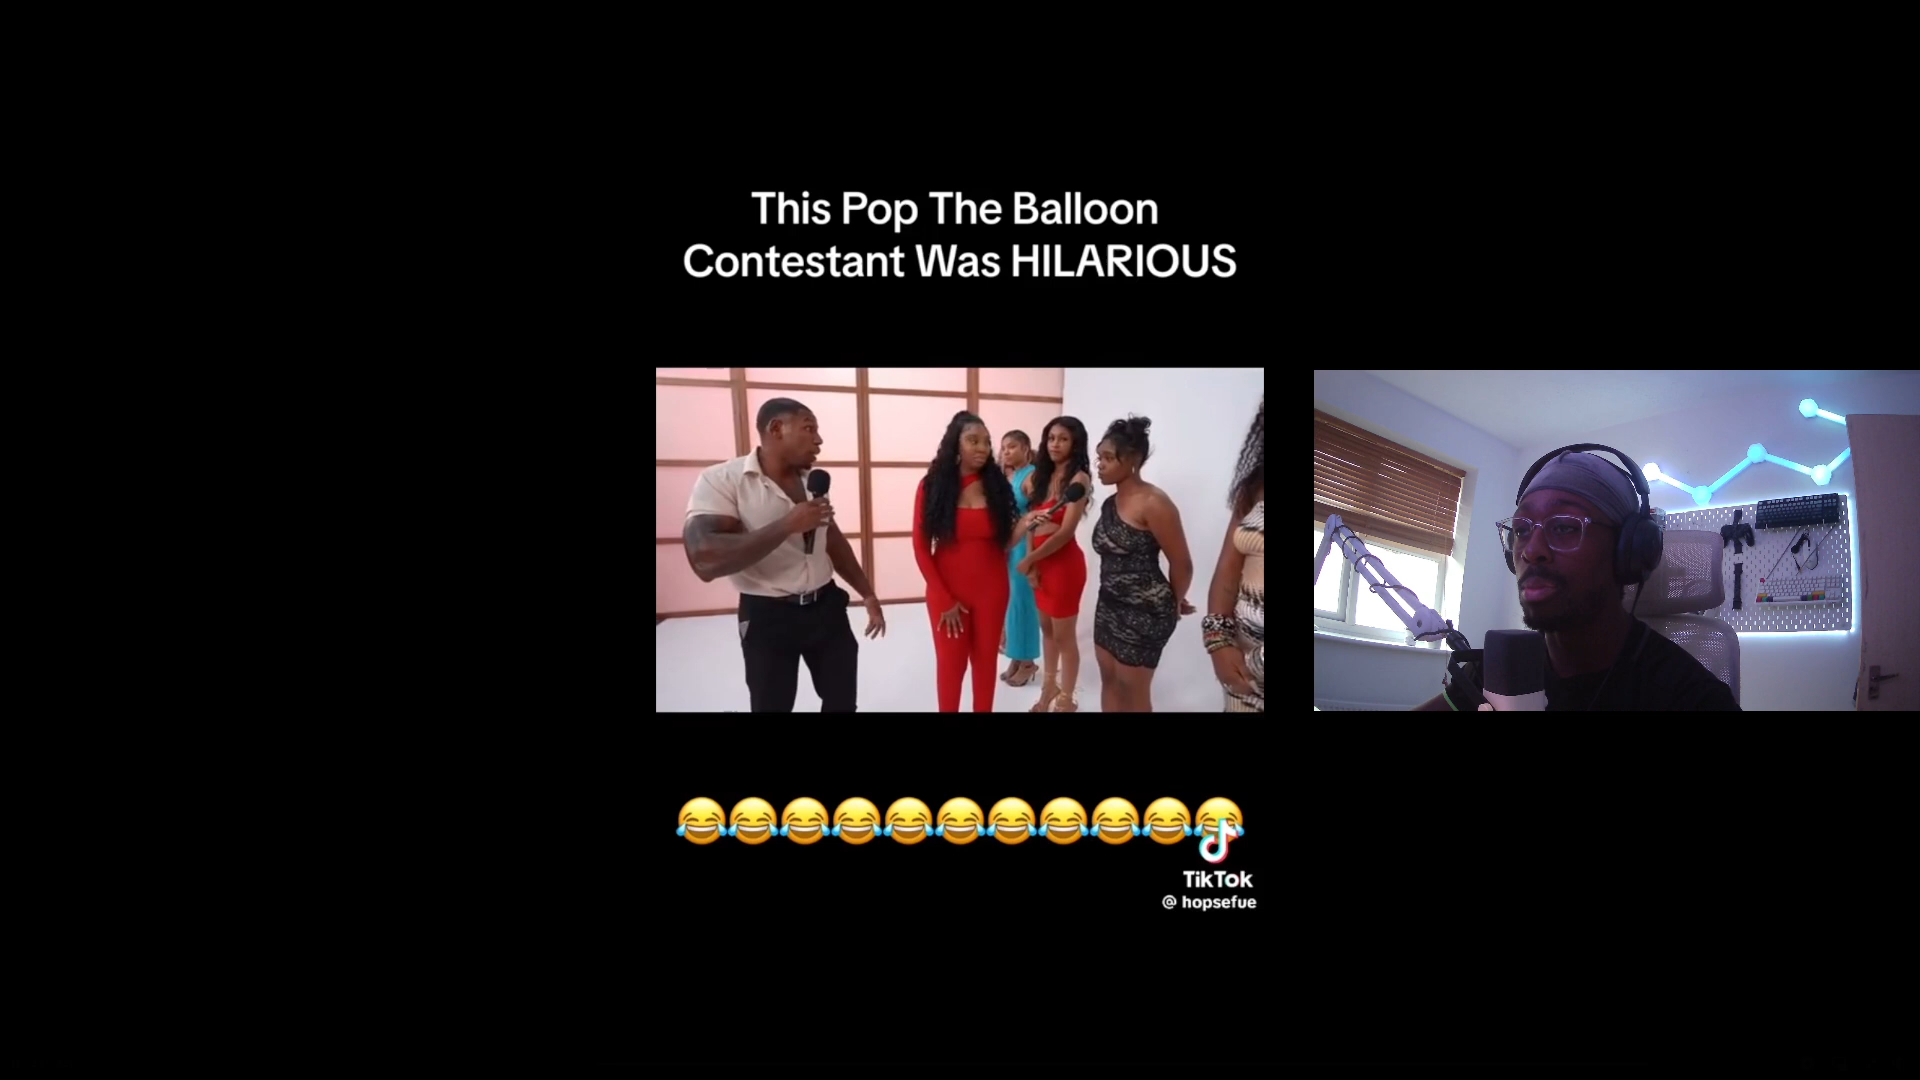 This Pop The Balloon
Contestant Was HILARIOUS
😂😂😂😂😂😂😂😂😂😂😂
TikTok
@ hopsefue